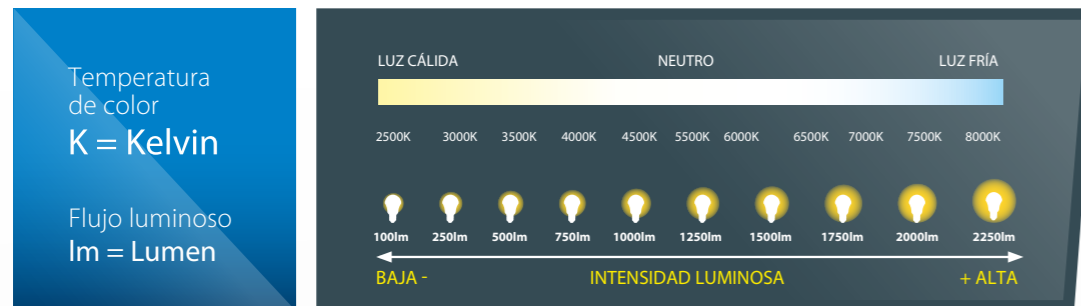 Temperatura
de color
K = Kelvin
Flujo luminoso
lm = Lumen
LUZ CÁLIDA NEUTRO LUZ FRÍA
2500K 3000K 3500K 4000K 4500K 5500K 6000K 6500K 7000K 7500K 8000K
100lm 250lm 500lm 750lm 1000lm 1250lm 1500lm 1750lm 2000lm 2250lm
BAJA - INTENSIDAD LUMINOSA + ALTA